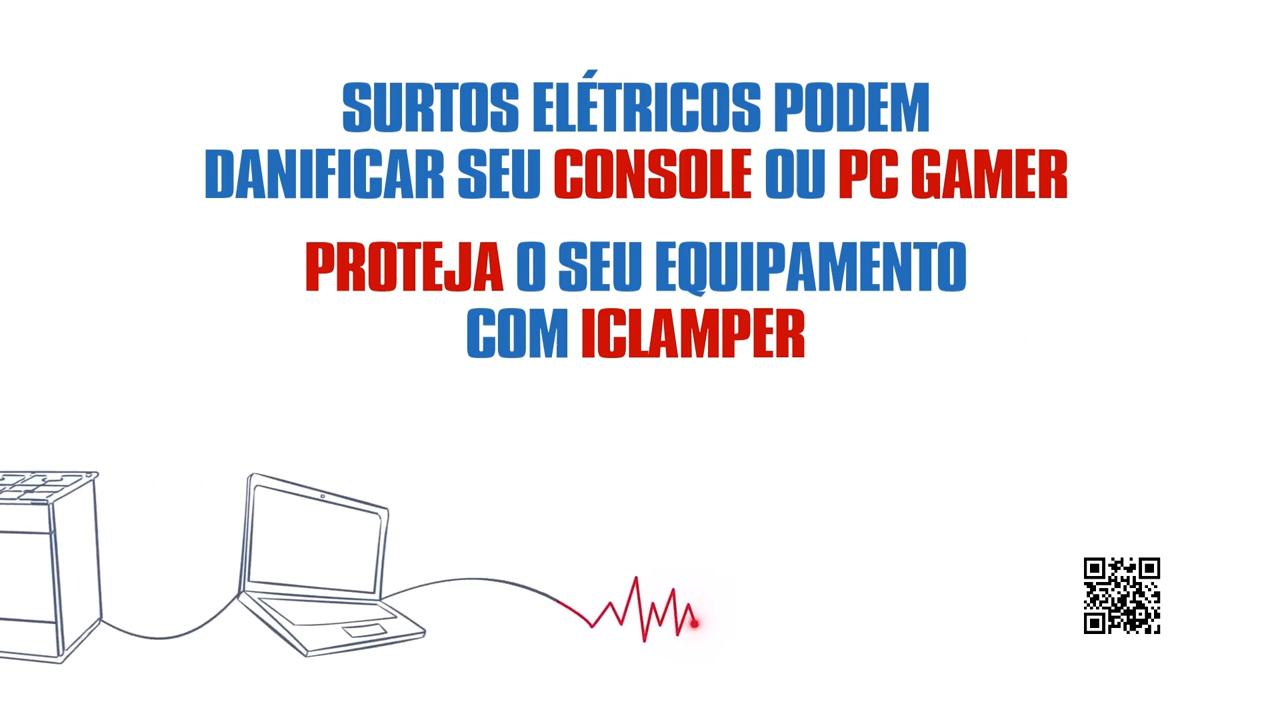 SURTOS ELÉTRICOS PODEM
DANIFICAR SEU CONSOLE OU PC GAMER
PROTEJA O SEU EQUIPAMENTO
COM ICLAMPER